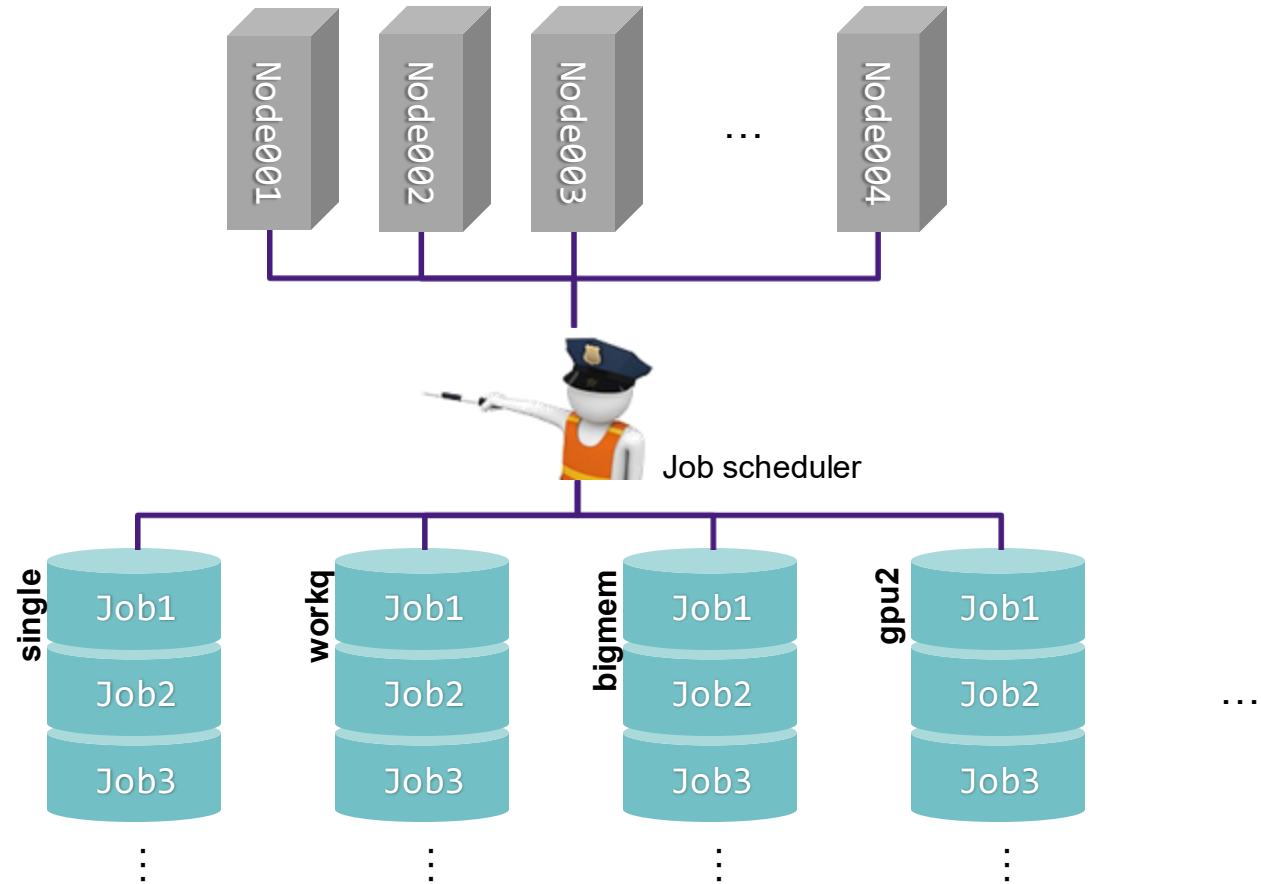 Node001
Node002
Node003
...
Node004
Job scheduler
single
workq
bigmem
gpu2
Job1
Job1
Job1
Job1
Job2
Job2
Job2
Job2
...
Job3
Job3
Job3
Job3
...
...
...
...